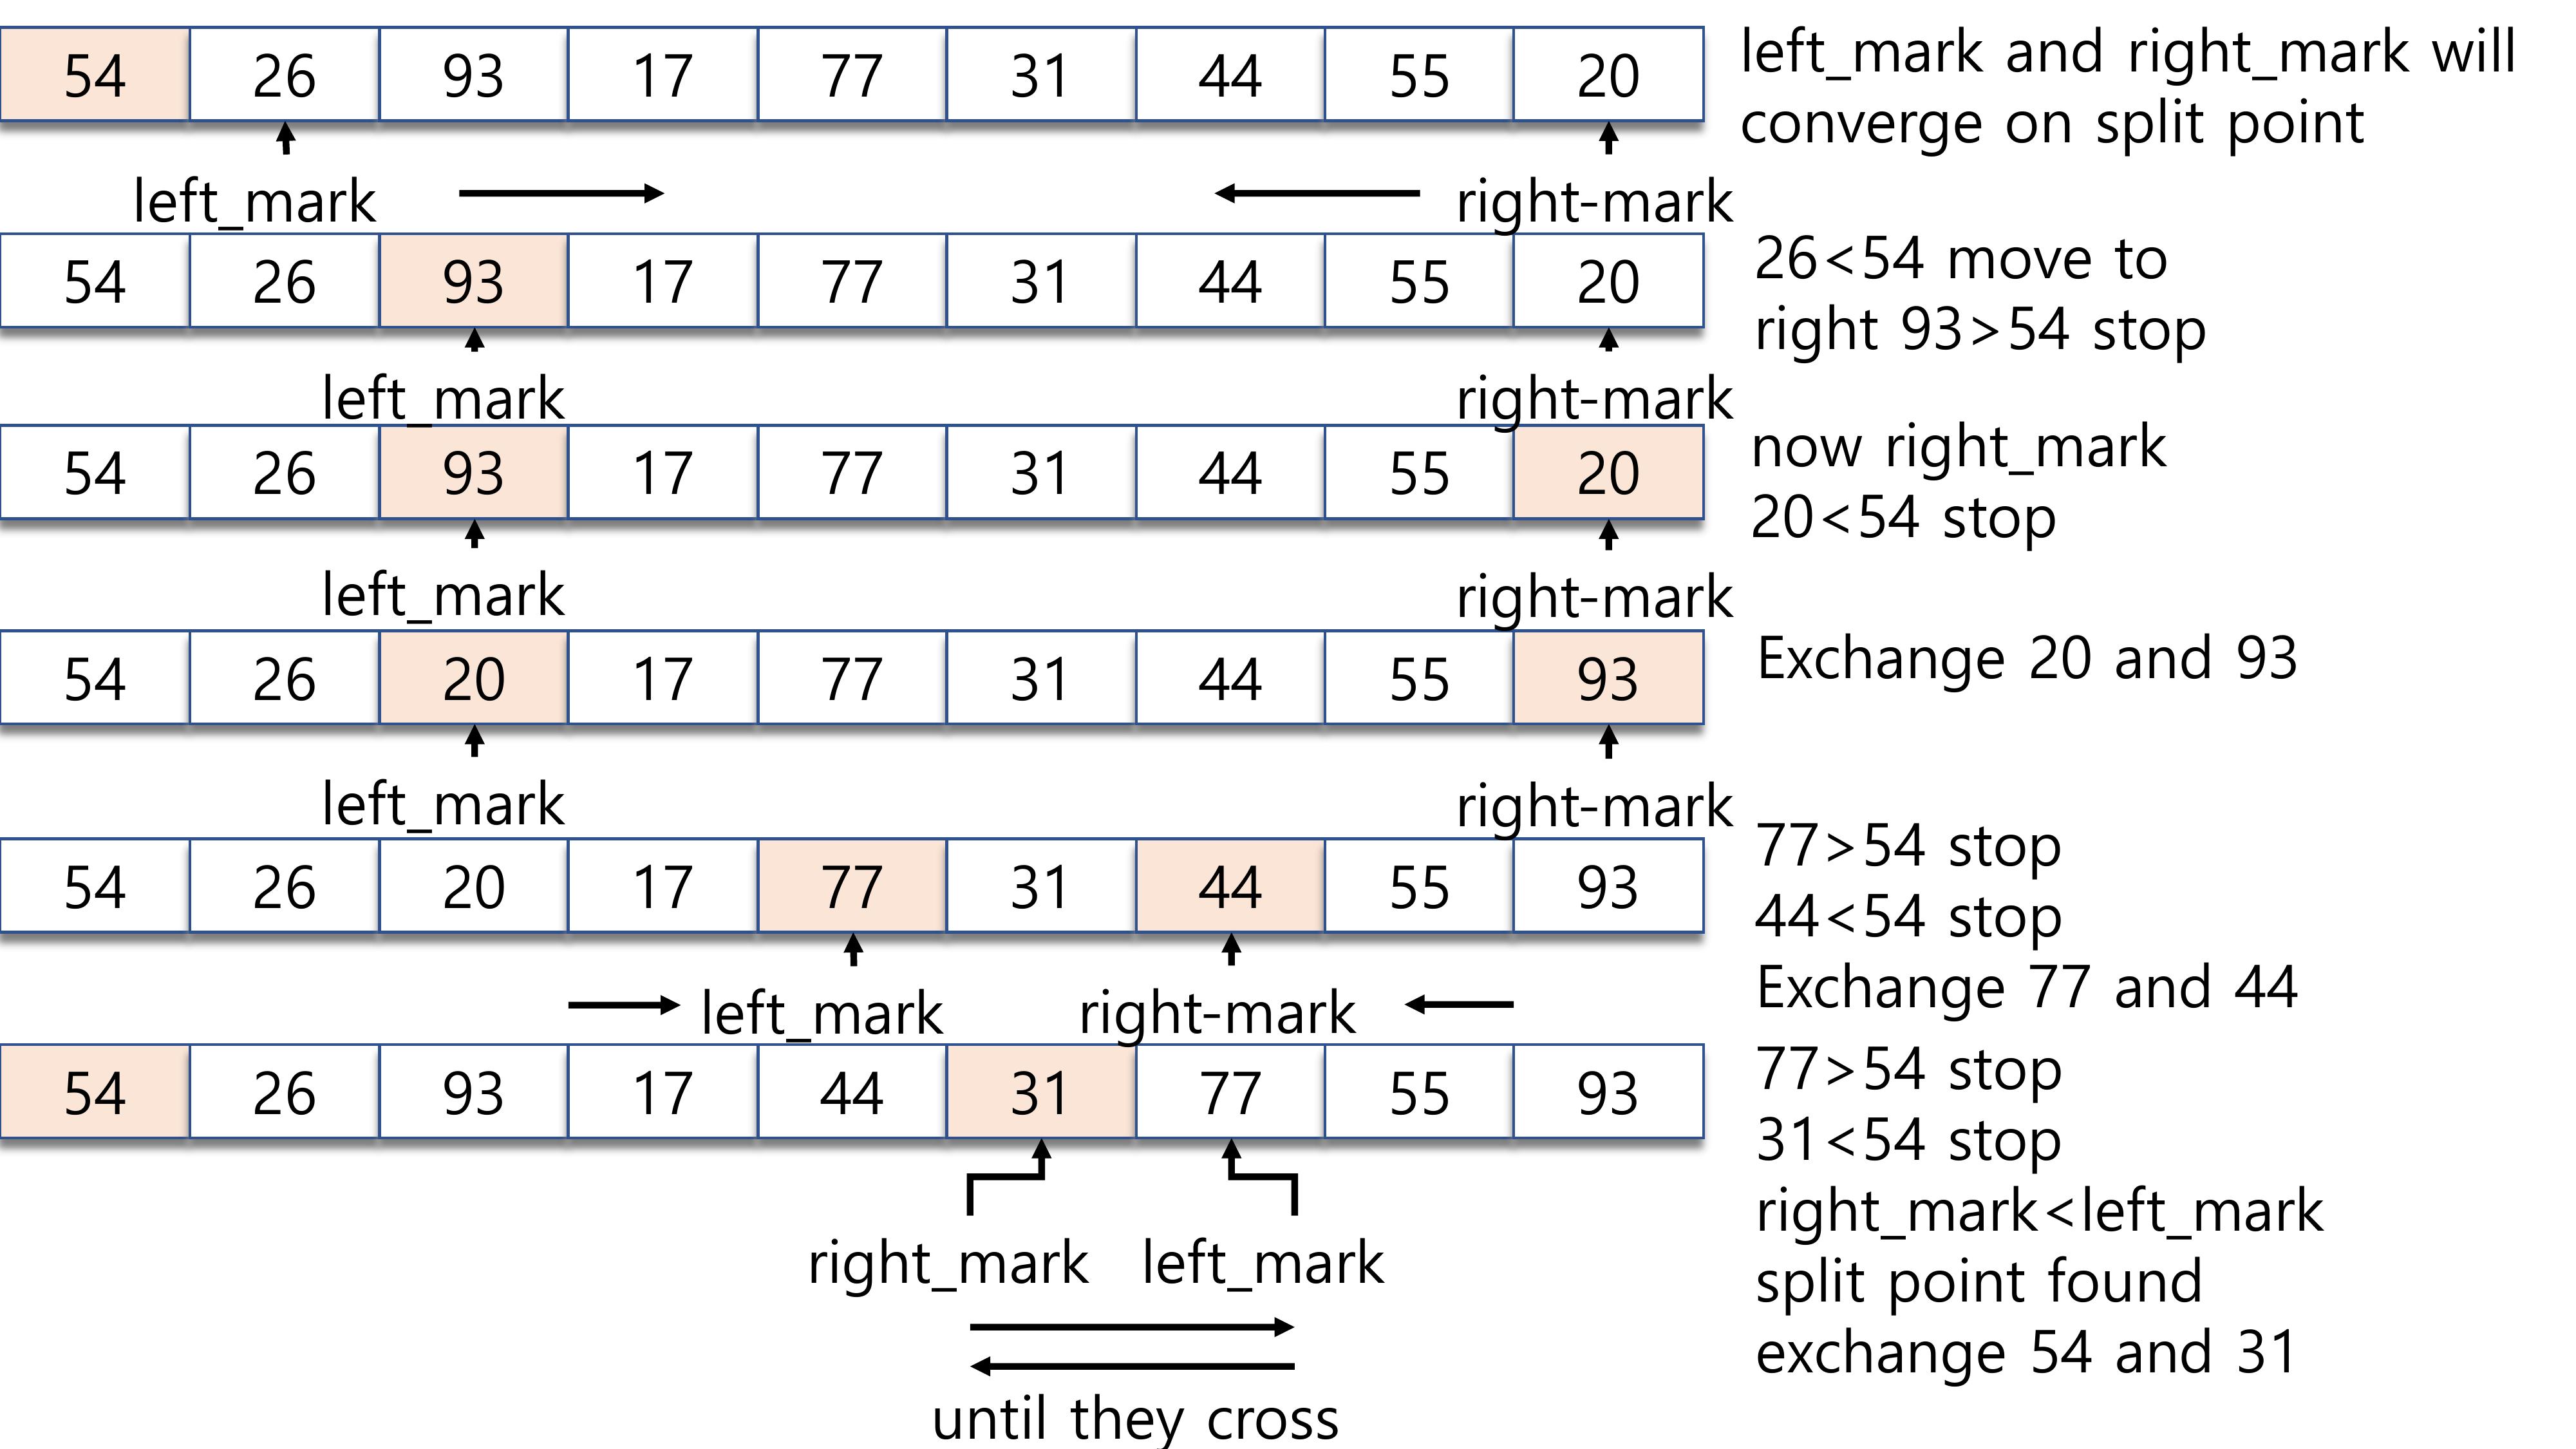 54 26 93 17 77 31 44 55 20
left_mark and right_mark will
converge on split point
left_mark right-mark
54 26 93 17 77 31 44 55 20
26<54 move to
right 93>54 stop
left_mark right-mark
54 26 93 17 77 31 44 55 20
now right_mark
20<54 stop
left_mark right-mark
54 26 20 17 77 31 44 55 93
Exchange 20 and 93
left_mark right-mark
54 26 20 17 77 31 44 55 93
77>54 stop
44<54 stop
Exchange 77 and 44
left_mark right-mark
54 26 93 17 44 31 77 55 93
77>54 stop
31<54 stop
right_mark<left_mark
split point found
exchange 54 and 31
right_mark left_mark
until they cross